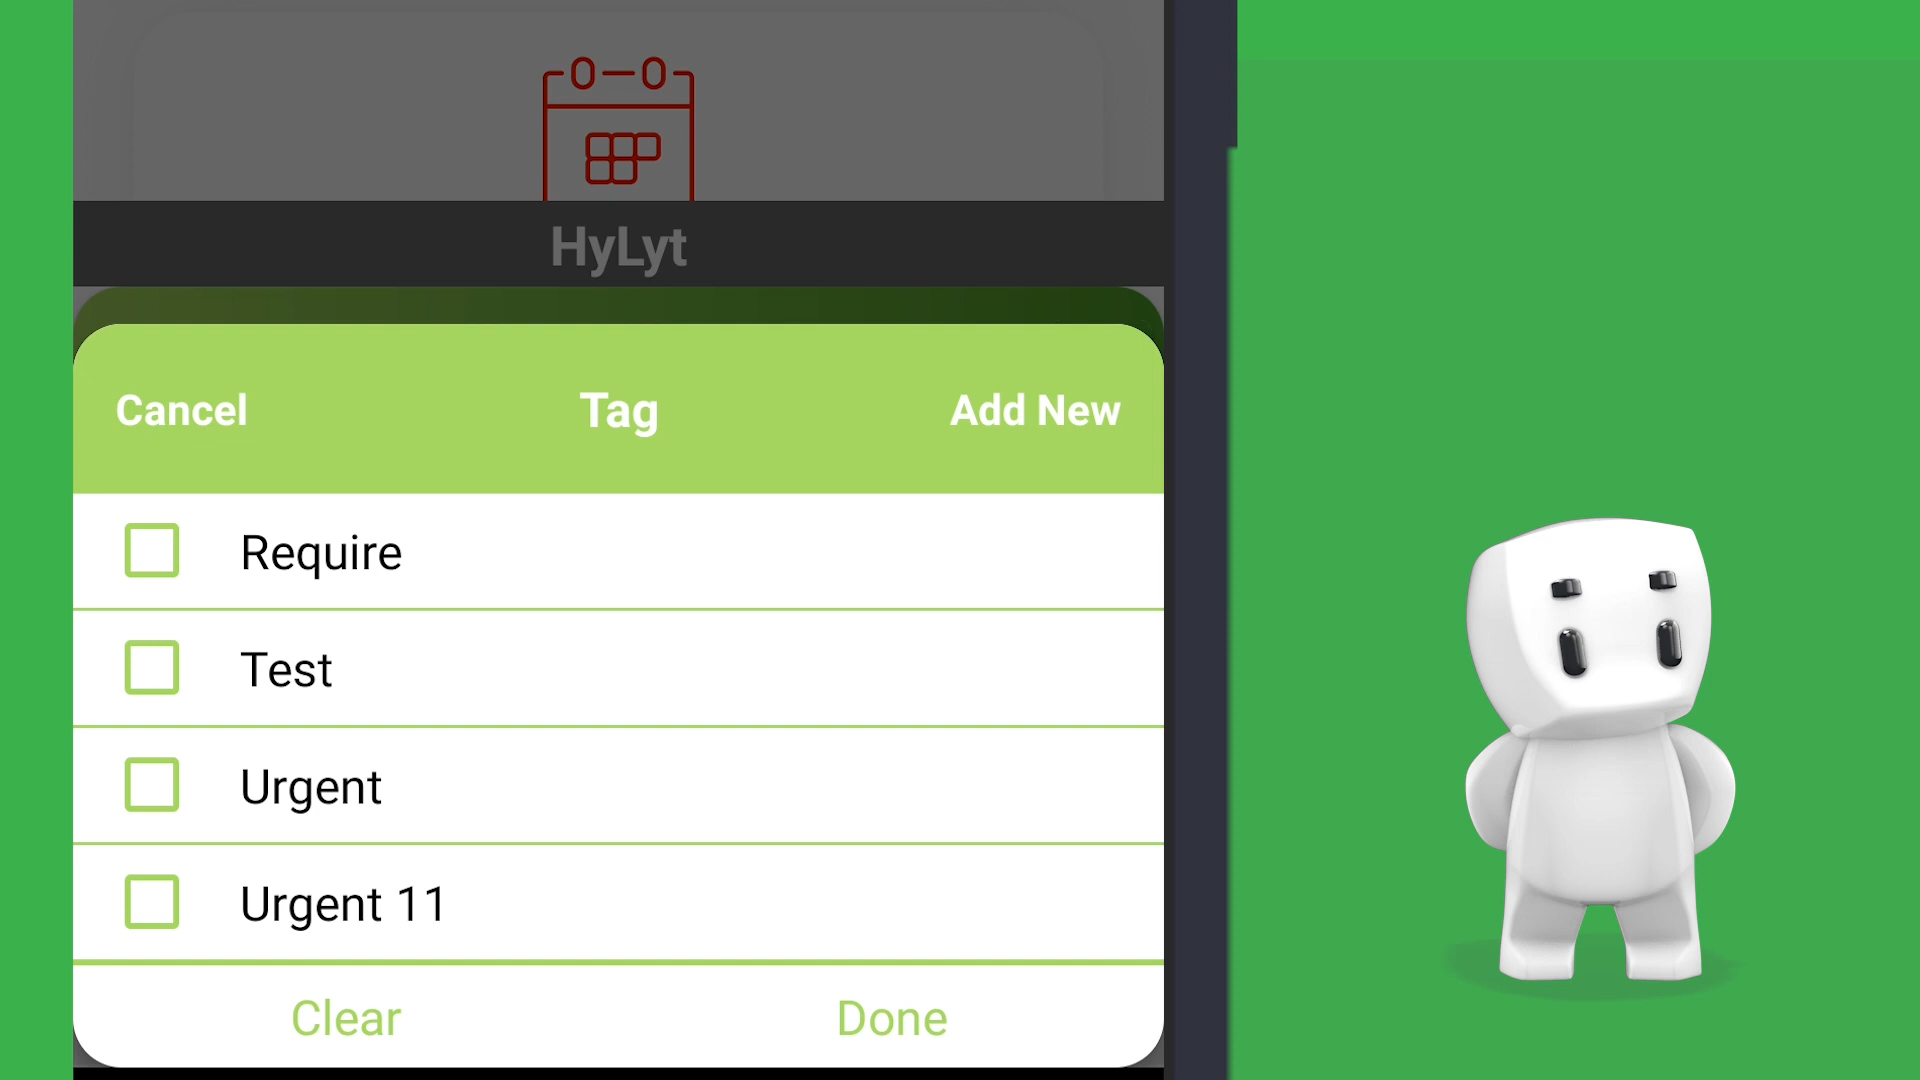 HyLyt
Cancel Tag Add New
Require
Test
Urgent
Urgent 11
Clear Done